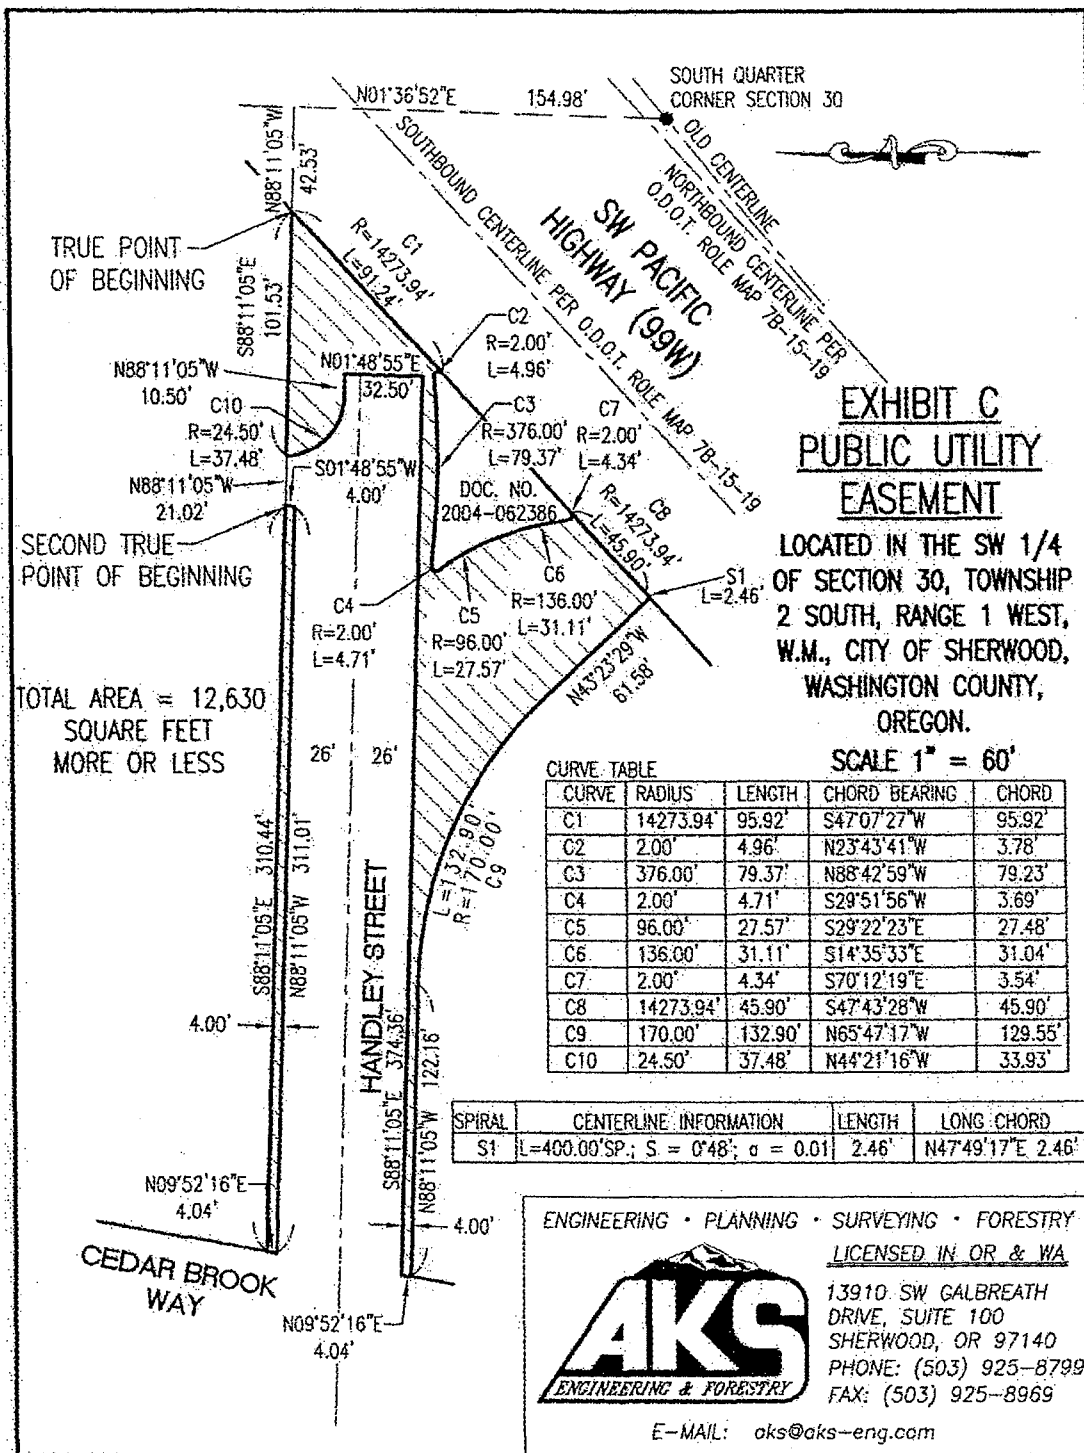 SOUTH QUARTER
CORNER SECTION 30
N01°36'52"E 154.98'
N88°11'05"W
42.53'
OLD CENTERLINE
NORTHBOUND CENTERLINE PER
O.D.O.T. ROLE MAP 7B-15-19
SW PACIFIC
HIGHWAY (99W)
SOUTHBOUND CENTERLINE PER O.D.O.T. ROLE MAP 7B-15-19
TRUE POINT
OF BEGINNING
C1
R=14273.94'
L=91.24'
S88°11'05"E
101.53'
C2
R=2.00'
L=4.96'
N01°48'55"E
32.50'
N88°11'05"W
10.50'
C10
R=24.50'
L=37.48'
C3
R=376.00'
L=79.37'
C7
R=2.00'
L=4.34'
N88°11'05"W
21.02'
S01°48'55"W
4.00'
DOC. NO.
2004-062386
C8
R=14273.94'
L=45.90'
SECOND TRUE
POINT OF BEGINNING
S1
L=2.46'
C4
R=2.00'
L=4.71'
C5
R=96.00'
L=27.57'
C6
R=136.00'
L=31.11'
N43°23'29"W
61.58'
EXHIBIT C
PUBLIC UTILITY
EASEMENT
LOCATED IN THE SW 1/4
OF SECTION 30, TOWNSHIP
2 SOUTH, RANGE 1 WEST,
W.M., CITY OF SHERWOOD,
WASHINGTON COUNTY,
OREGON.
SCALE 1" = 60'
TOTAL AREA = 12,630
SQUARE FEET
MORE OR LESS
26' 26'
L=132.90'
R=170.00'
C9
S88°11'05"E 310.44'
N88°11'05"W 311.01'
HANDLEY STREET
S88°11'05"E 374.36'
N88°11'05"W 122.16'
4.00'
N09°52'16"E
4.04'
CEDAR BROOK
WAY
4.00'
N09°52'16"E
4.04'
CURVE TABLE
CURVE RADIUS LENGTH CHORD BEARING CHORD
C1 14273.94' 95.92' S47°07'27"W 95.92'
C2 2.00' 4.96' N23°43'41"W 3.78'
C3 376.00' 79.37' N88°42'59"W 79.23'
C4 2.00' 4.71' S29°51'56"W 3.69'
C5 96.00' 27.57' S29°22'23"E 27.48'
C6 136.00' 31.11' S14°35'33"E 31.04'
C7 2.00' 4.34' S70°12'19"E 3.54'
C8 14273.94' 45.90' S47°43'28"W 45.90'
C9 170.00' 132.90' N65°47'17"W 129.55'
C10 24.50' 37.48' N44°21'16"W 33.93'
SPIRAL CENTERLINE INFORMATION LENGTH LONG CHORD
S1 L=400.00'SP.; S = 0°48'; a = 0.01 2.46' N47°49'17"E 2.46'
ENGINEERING • PLANNING • SURVEYING • FORESTRY
LICENSED IN OR & WA
13910 SW GALBREATH
DRIVE, SUITE 100
SHERWOOD, OR 97140
PHONE: (503) 925-8799
FAX: (503) 925-8969
AKS
ENGINEERING & FORESTRY
E-MAIL: aks@aks-eng.com